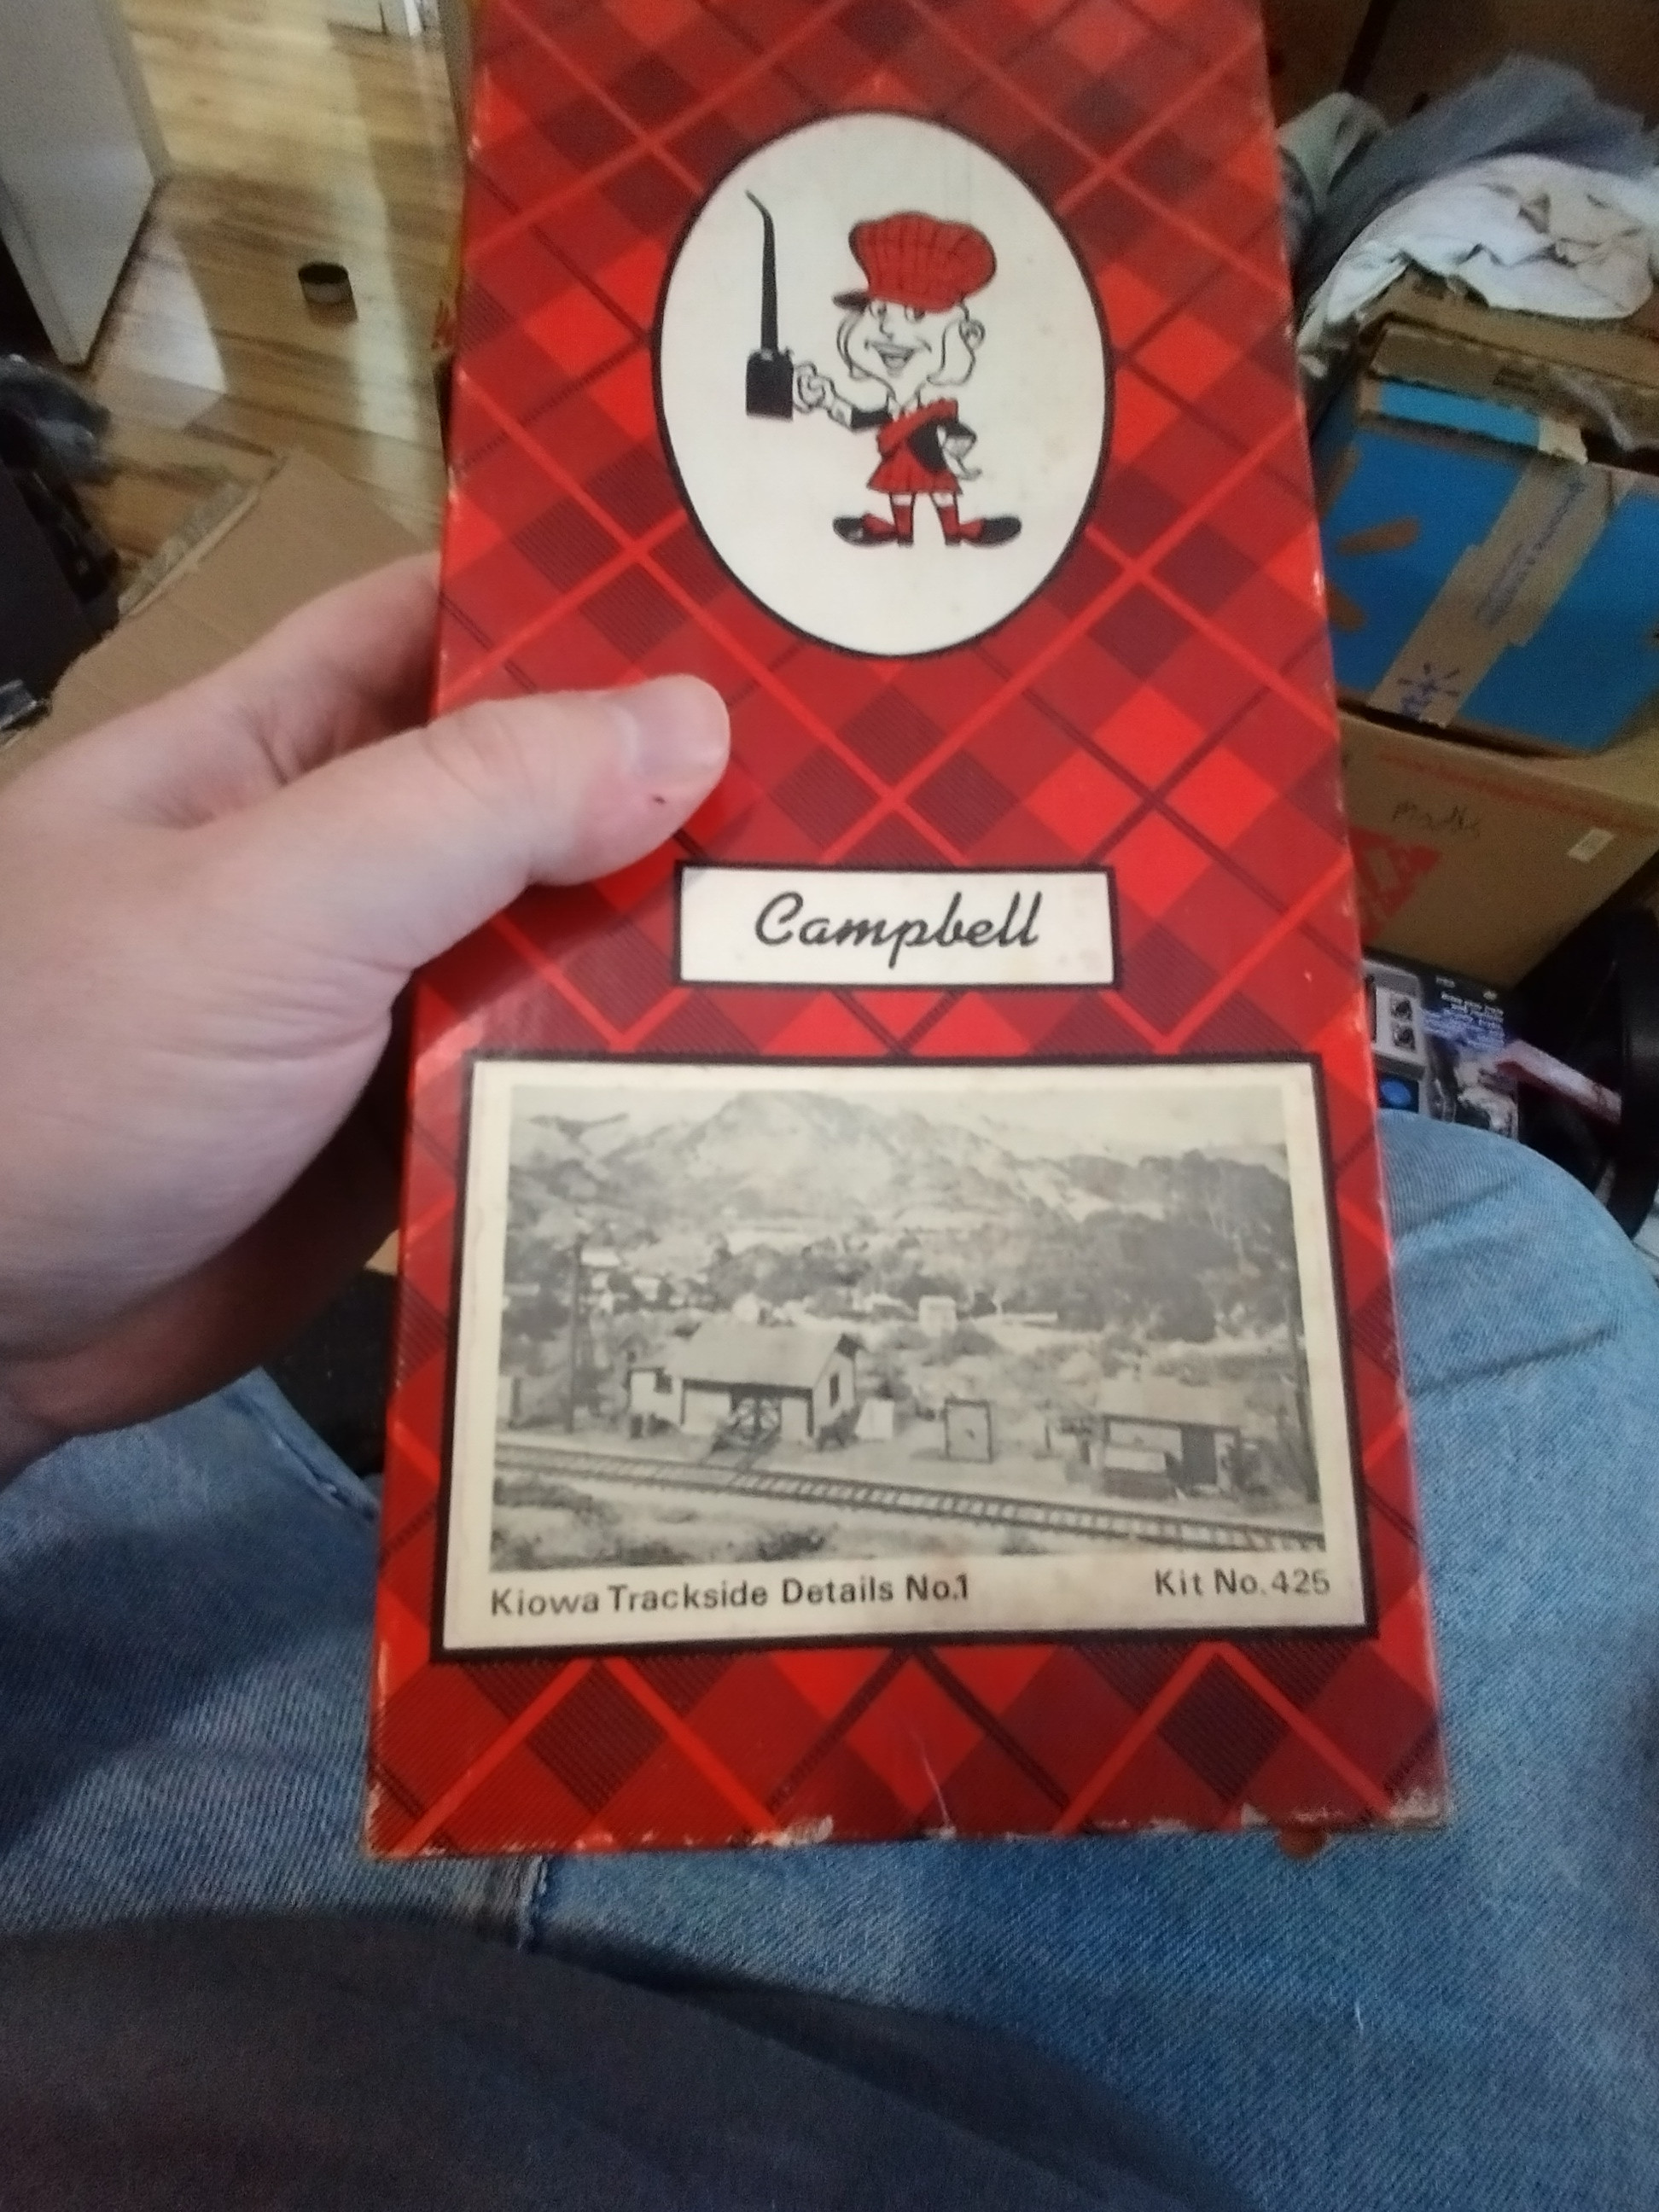 Campbell
Kiowa Trackside Details No.1
Kit No.425